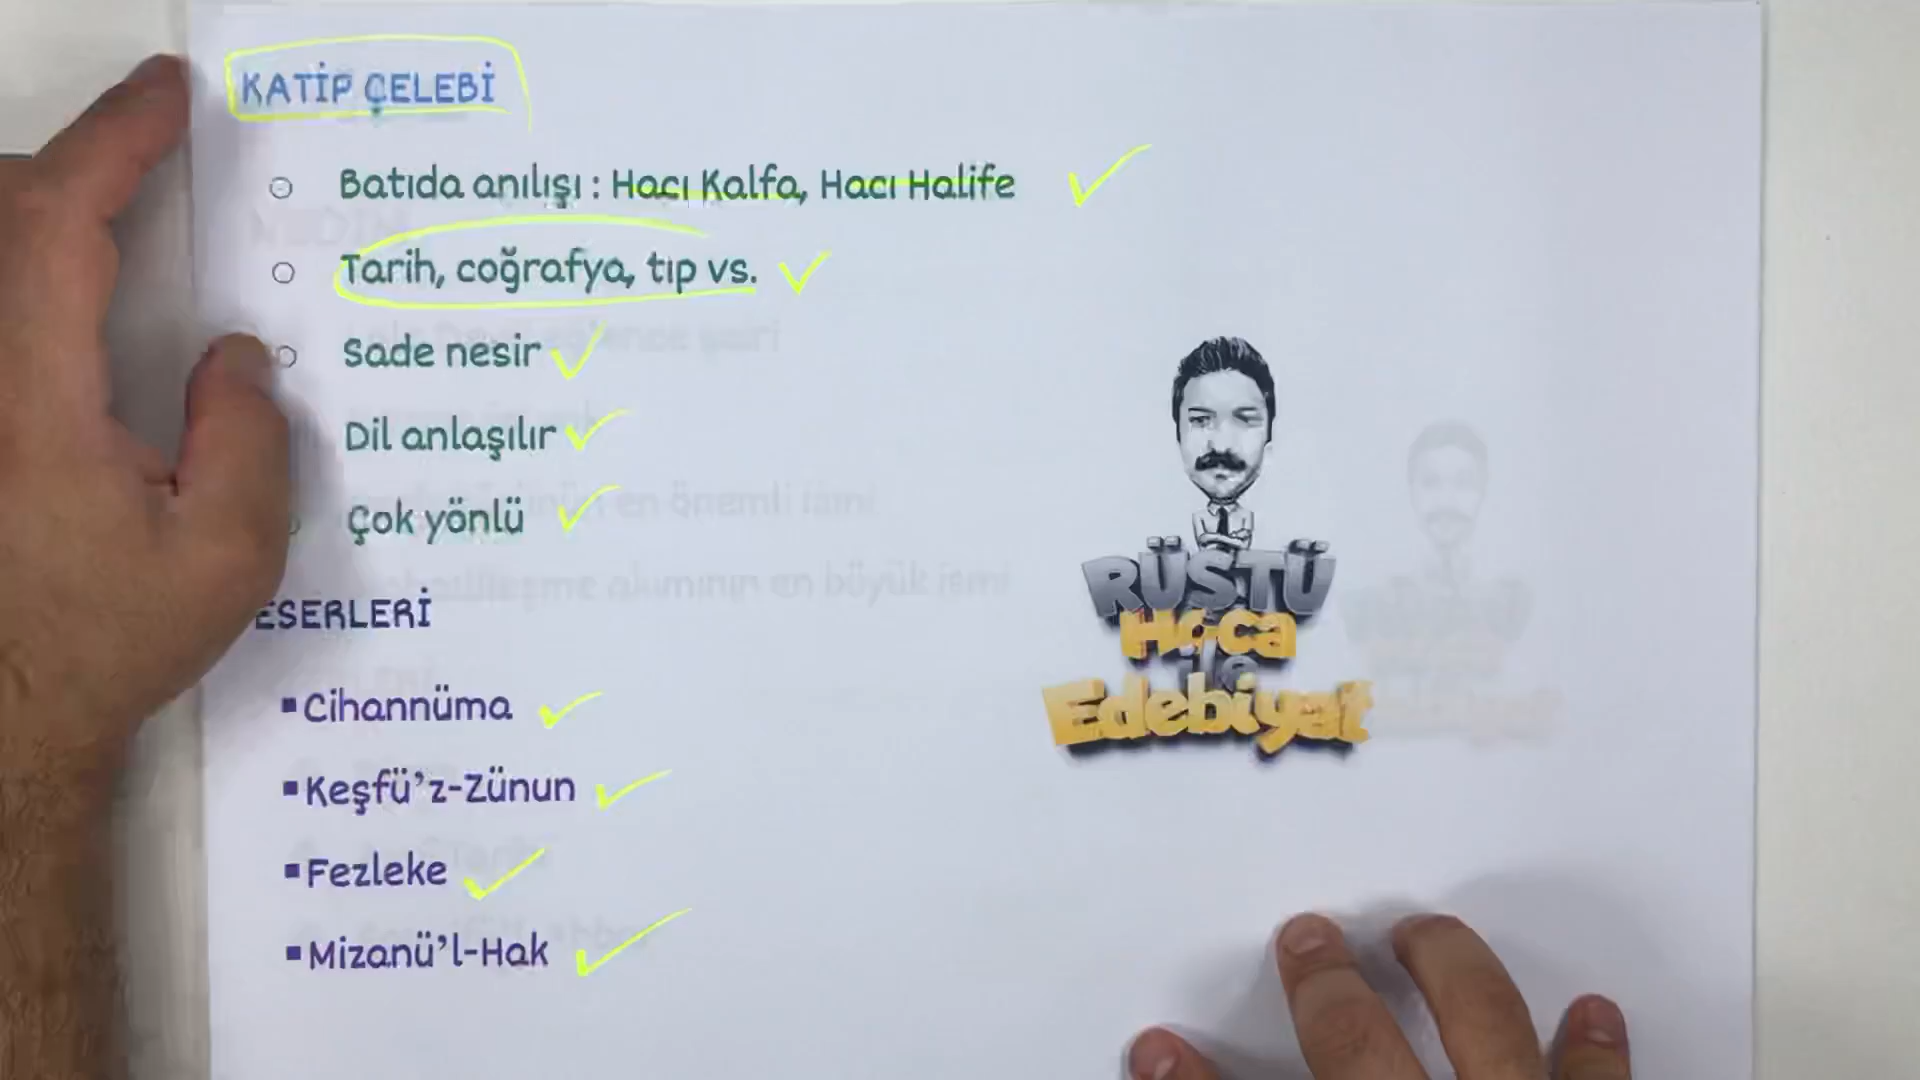 KATİP ÇELEBİ
Batıda anılışı : Hacı Kalfa, Hacı Halife
Tarih, coğrafya, tıp vs.
Sade nesir
Dil anlaşılır
Çok yönlü
ESERLERİ
Cihannüma
Keşfü’z-Zünun
Fezleke
Mizanü’l-Hak
RÜŞTÜ
Hoca
ile
Edebiyat